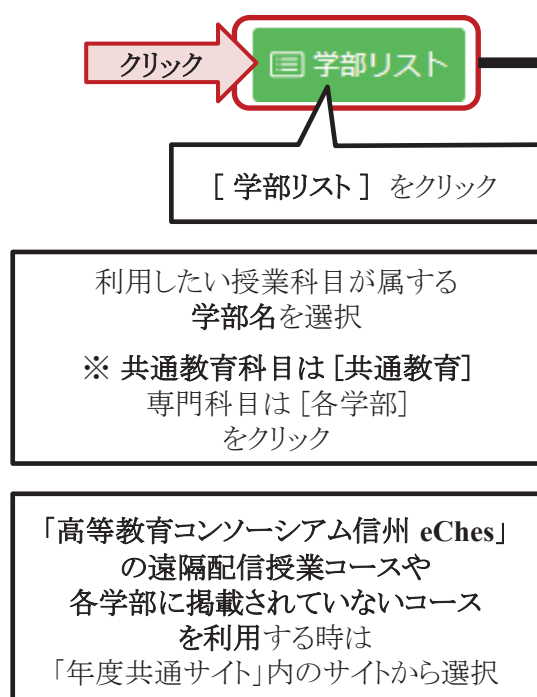 クリック
学部リスト
[ 学部リスト ] をクリック
利用したい授業科目が属する
学部名を選択
※ 共通教育科目は [共通教育]
専門科目は [各学部]
をクリック
「高等教育コンソーシアム信州 eChes」
の遠隔配信授業コースや
各学部に掲載されていないコース
を利用する時は
「年度共通サイト」内のサイトから選択